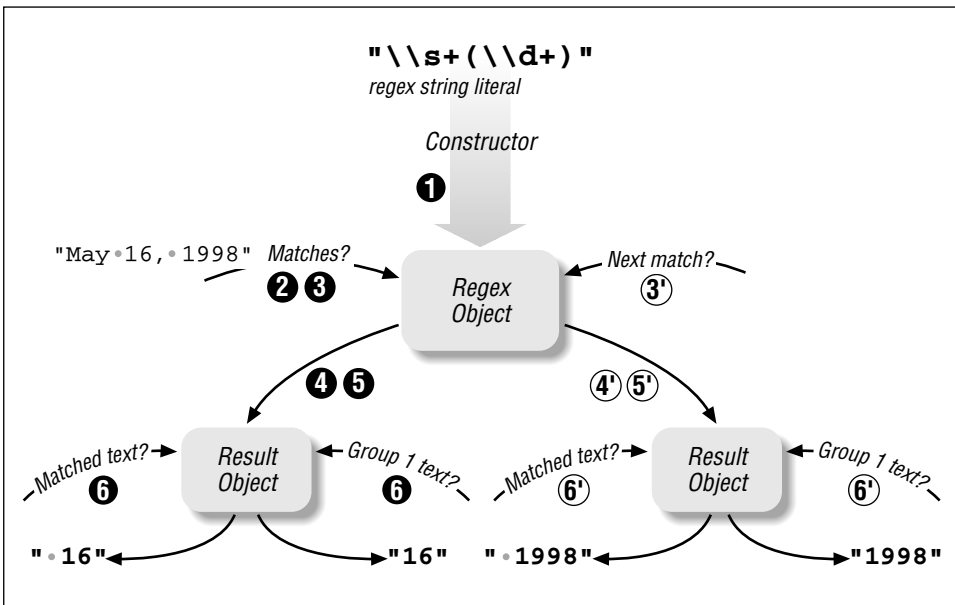 "\\s+(\\d+)"
regex string literal
Constructor
❶
"May•16,•1998"
Matches?
❷ ❸
Next match?
3'
Regex
Object
❹ ❺
4' 5'
Matched text?
❻
Result
Object
Group 1 text?
❻
Matched text?
6'
Result
Object
Group 1 text?
6'
"•16"
"16"
"•1998"
"1998"